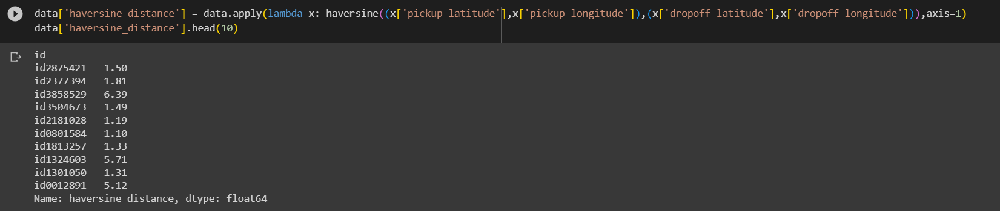 data['haversine_distance'] = data.apply(lambda x: haversine((x['pickup_latitude'],x['pickup_longitude']),(x['dropoff_latitude'],x['dropoff_longitude'])),axis=1)
data['haversine_distance'].head(10)
id
id2875421   1.50
id2377394   1.81
id3858529   6.39
id3504673   1.49
id2181028   1.19
id0801584   1.10
id1813257   1.33
id1324603   5.71
id1301050   1.31
id0012891   5.12
Name: haversine_distance, dtype: float64